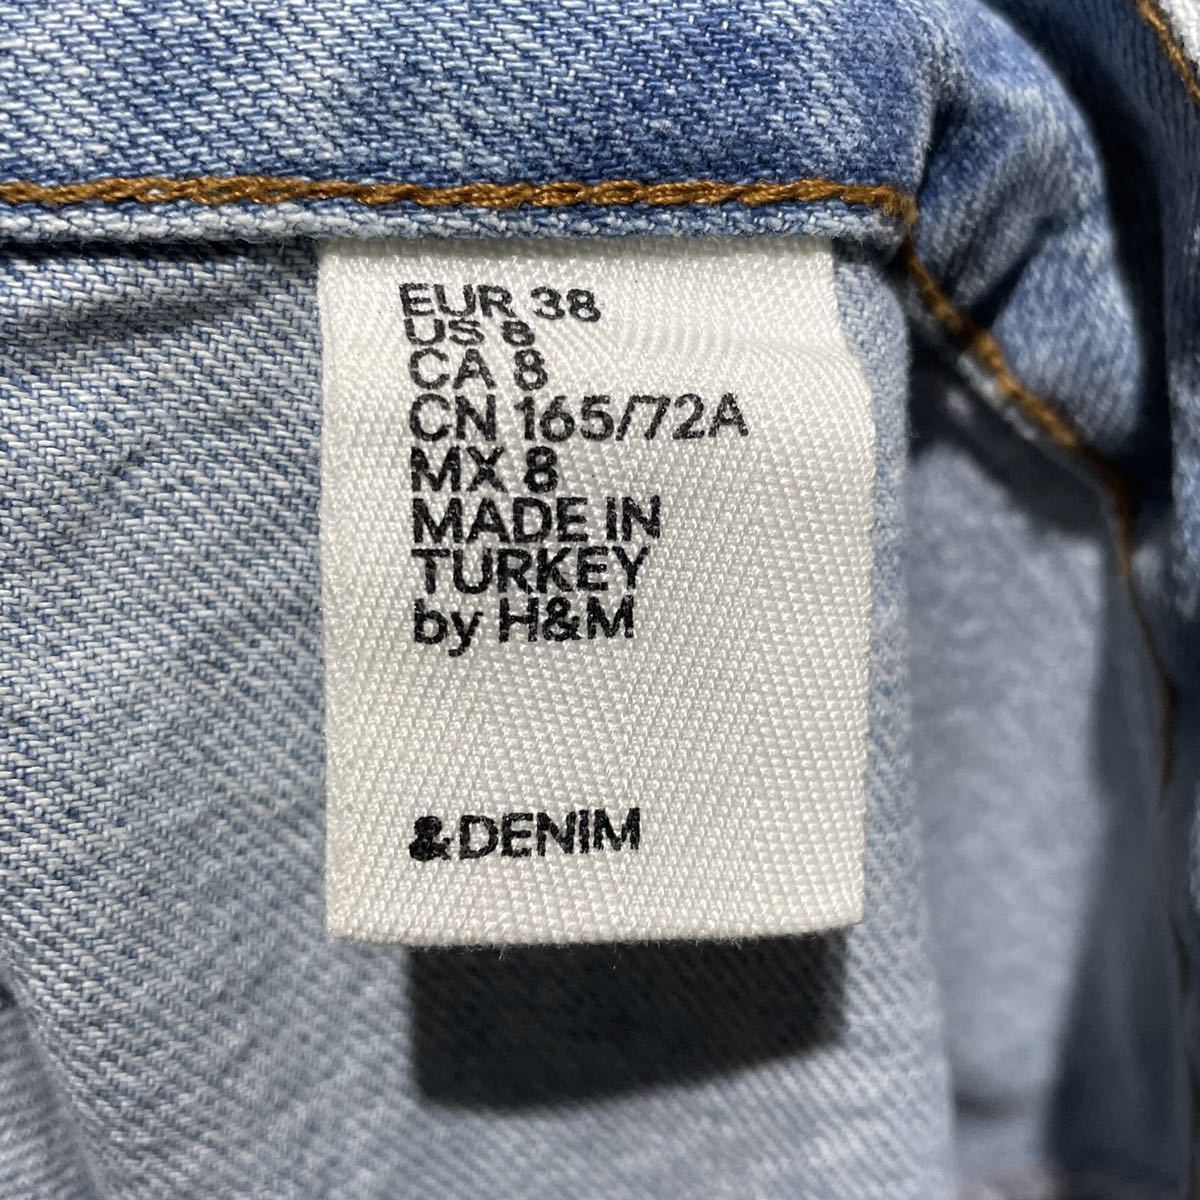 EUR 38
US 8
CA 8
CN 165/72A
MX 8
MADE IN
TURKEY
by H&M
&DENIM